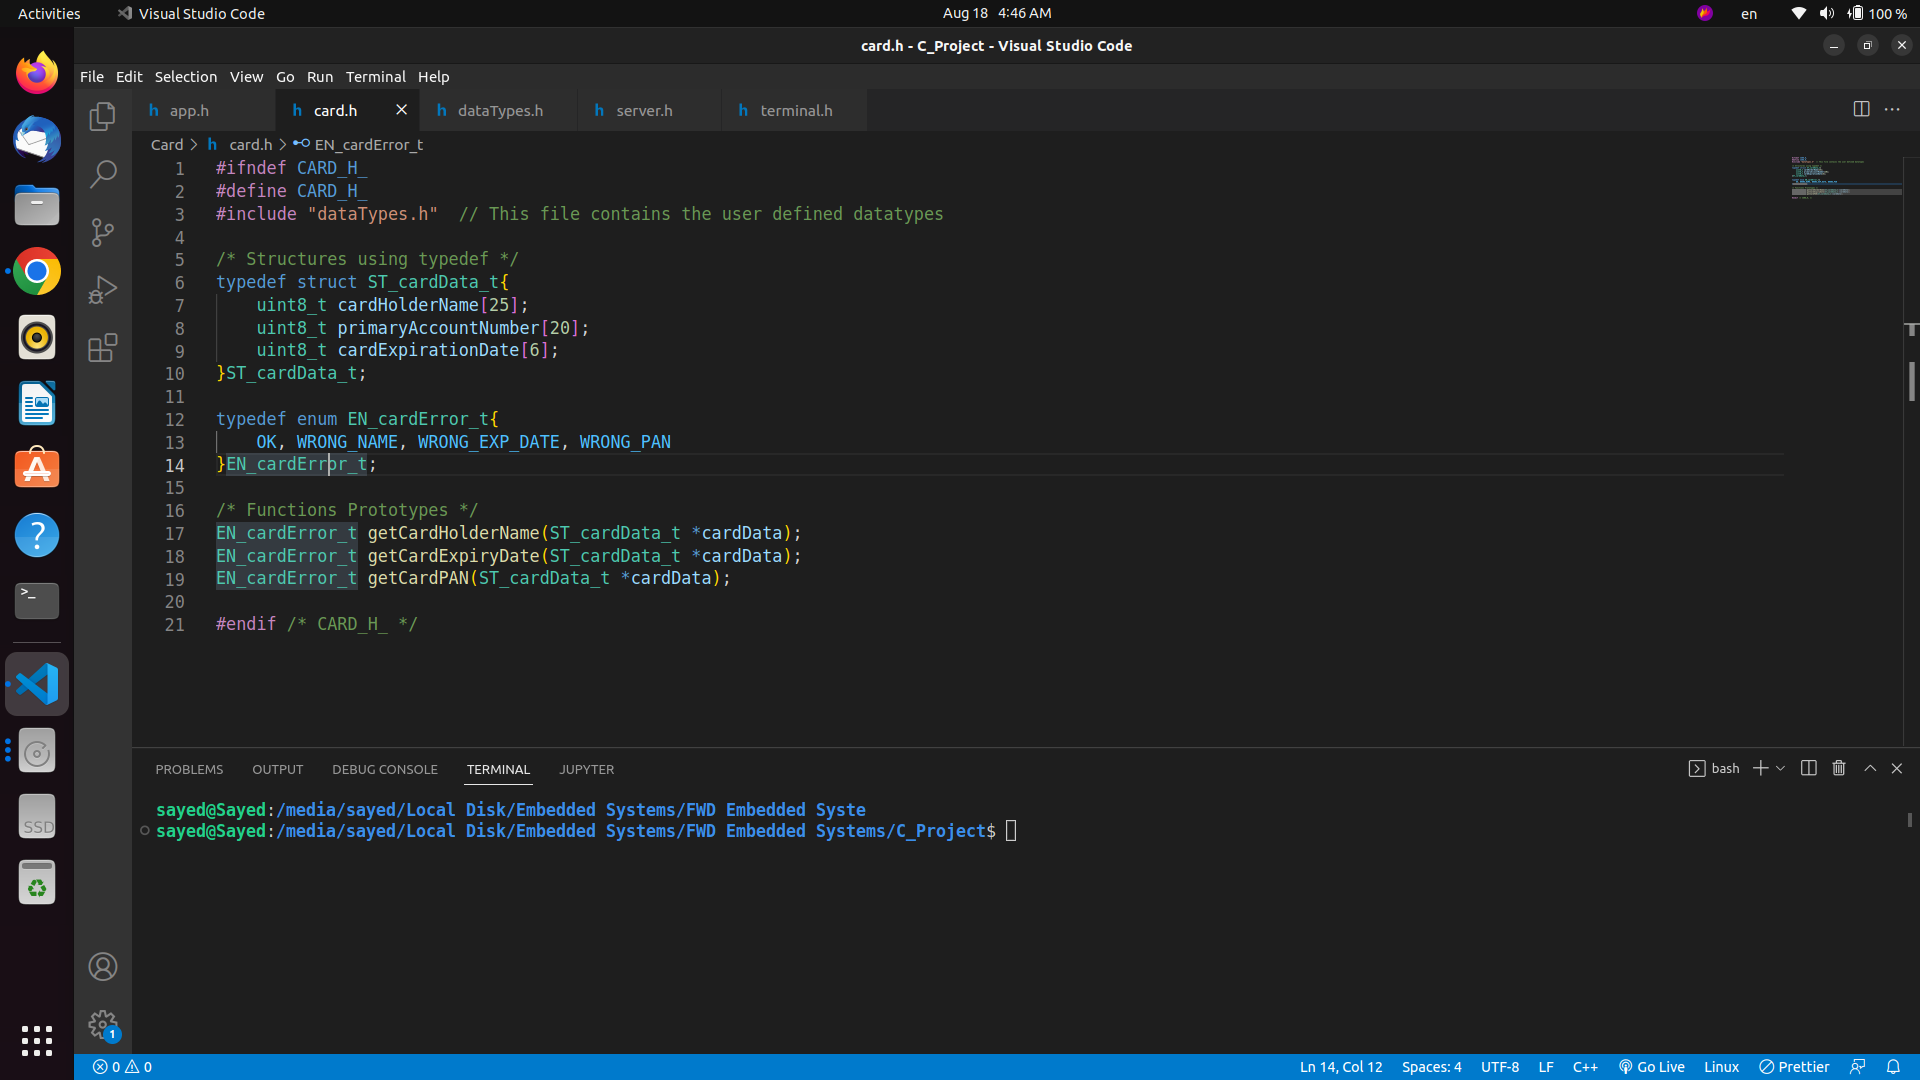 Activities Visual Studio Code Aug 18 4:46 AM en 100 %
card.h - C_Project - Visual Studio Code
File Edit Selection View Go Run Terminal Help
h app.h h card.h h dataTypes.h h server.h h terminal.h
Card h card.h EN_cardError_t
1 #ifndef CARD_H_
2 #define CARD_H_
3 #include "dataTypes.h" // This file contains the user defined datatypes
4
5 /* Structures using typedef */
6 typedef struct ST_cardData_t{
7 uint8_t cardHolderName[25];
8 uint8_t primaryAccountNumber[20];
9 uint8_t cardExpirationDate[6];
10 }ST_cardData_t;
11
12 typedef enum EN_cardError_t{
13 OK, WRONG_NAME, WRONG_EXP_DATE, WRONG_PAN
14 }EN_cardError_t;
15
16 /* Functions Prototypes */
17 EN_cardError_t getCardHolderName(ST_cardData_t *cardData);
18 EN_cardError_t getCardExpiryDate(ST_cardData_t *cardData);
19 EN_cardError_t getCardPAN(ST_cardData_t *cardData);
20
21 #endif /* CARD_H_ */
PROBLEMS OUTPUT DEBUG CONSOLE TERMINAL JUPYTER bash
sayed@Sayed:/media/sayed/Local Disk/Embedded Systems/FWD Embedded Syste
sayed@Sayed:/media/sayed/Local Disk/Embedded Systems/FWD Embedded Systems/C_Project$
SSD
1
0 0 Ln 14, Col 12 Spaces: 4 UTF-8 LF C++ Go Live Linux Prettier